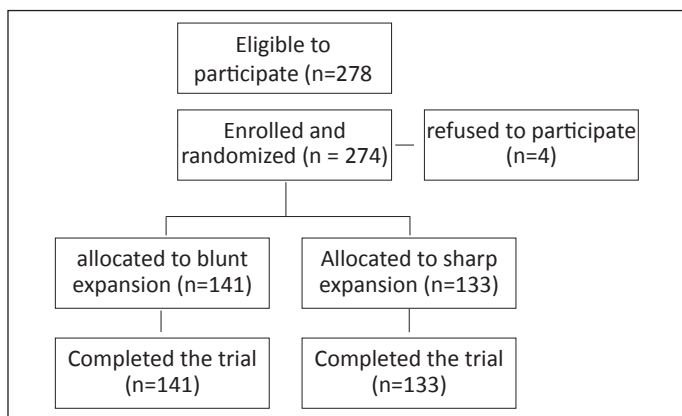 Eligible to
participate (n=278
Enrolled and
randomized (n = 274)
refused to participate
(n=4)
allocated to blunt
expansion (n=141)
Allocated to sharp
expansion (n=133)
Completed the trial
(n=141)
Completed the trial
(n=133)